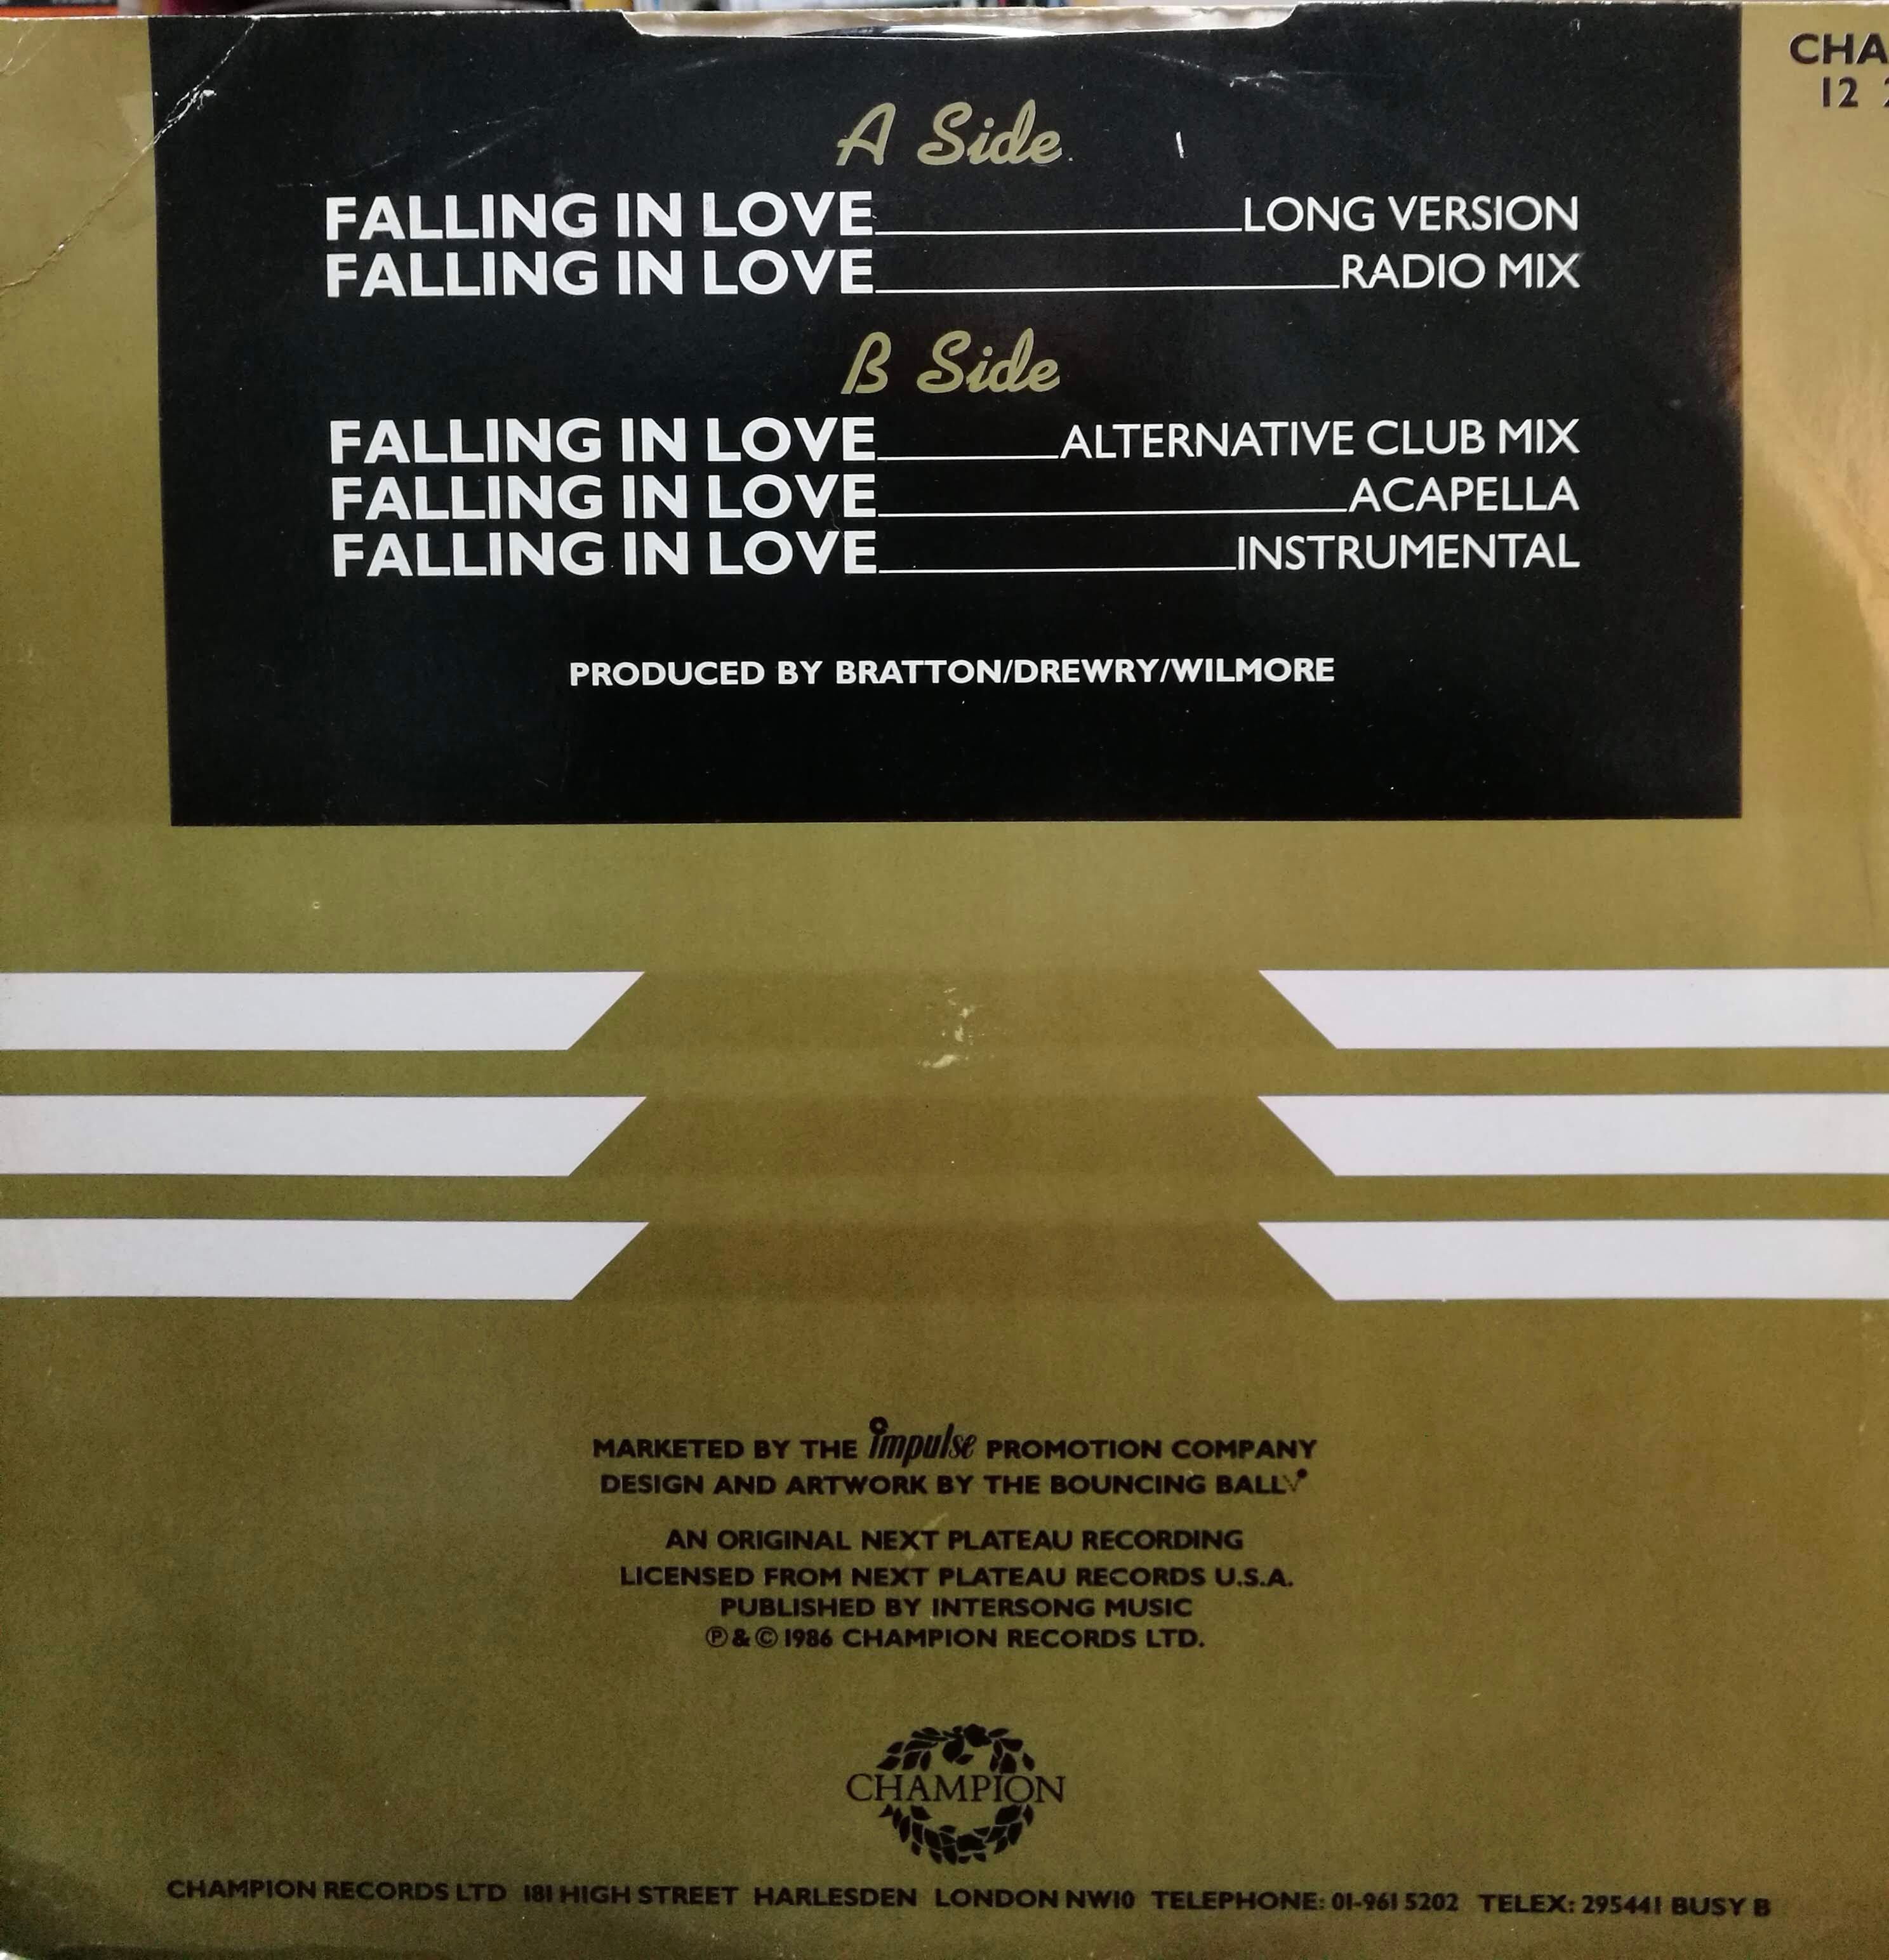 CHA
12
A Side
FALLING IN LOVE LONG VERSION
FALLING IN LOVE RADIO MIX
B Side
FALLING IN LOVE ALTERNATIVE CLUB MIX
FALLING IN LOVE ACAPELLA
FALLING IN LOVE INSTRUMENTAL
PRODUCED BY BRATTON/DREWRY/WILMORE
MARKETED BY THE impulse PROMOTION COMPANY
DESIGN AND ARTWORK BY THE BOUNCING BALL
AN ORIGINAL NEXT PLATEAU RECORDING
LICENSED FROM NEXT PLATEAU RECORDS U.S.A.
PUBLISHED BY INTERSONG MUSIC
℗ & © 1986 CHAMPION RECORDS LTD.
CHAMPION
CHAMPION RECORDS LTD 181 HIGH STREET HARLESDEN LONDON NW10 TELEPHONE: 01-961 5202 TELEX: 295441 BUSY B